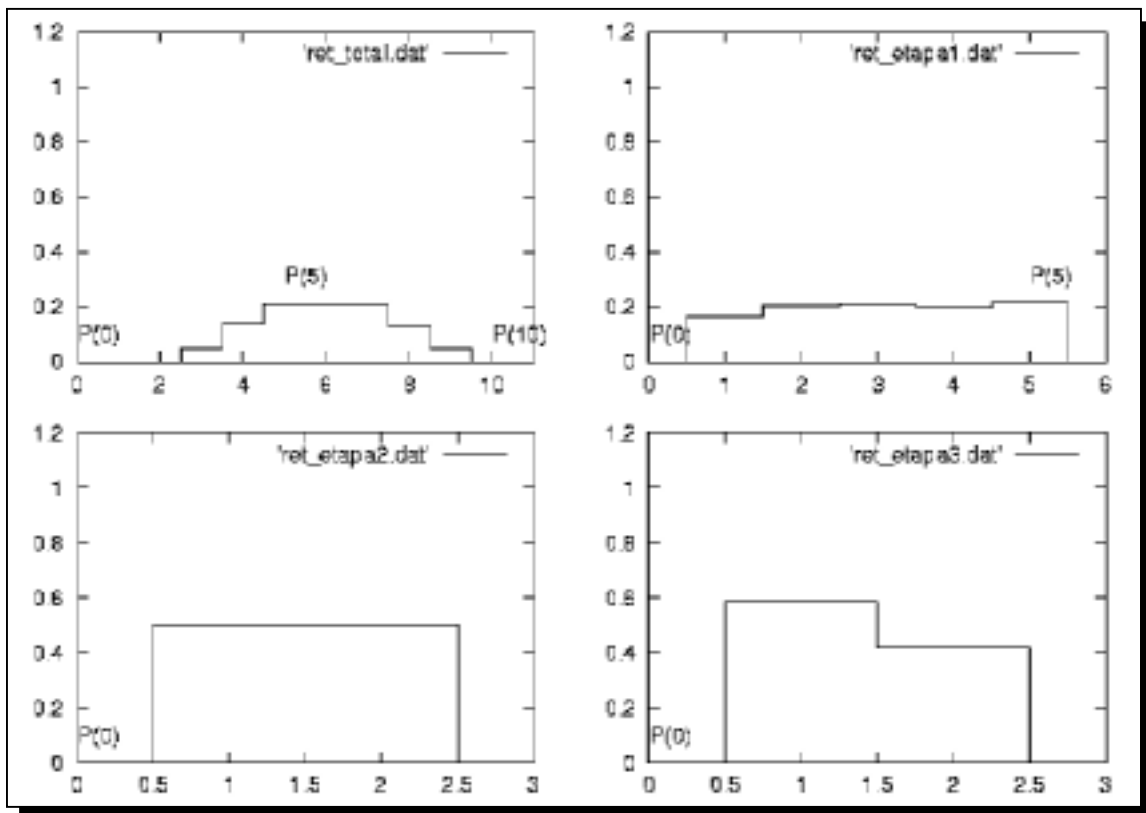 1.2
'ret_total.dat'
1
0.8
0.6
0.4
P(5)
0.2
P(0)
P(10)
0
0 2 4 6 8 10
1.2
'ret_etapa1.dat'
1
0.8
0.6
0.4
P(5)
0.2
P(0)
0
0 1 2 3 4 5 6
1.2
'ret_etapa2.dat'
1
0.8
0.6
0.4
0.2
P(0)
0
0 0.5 1 1.5 2 2.5 3
1.2
'ret_etapa3.dat'
1
0.8
0.6
0.4
0.2
P(0)
0
0 0.5 1 1.5 2 2.5 3